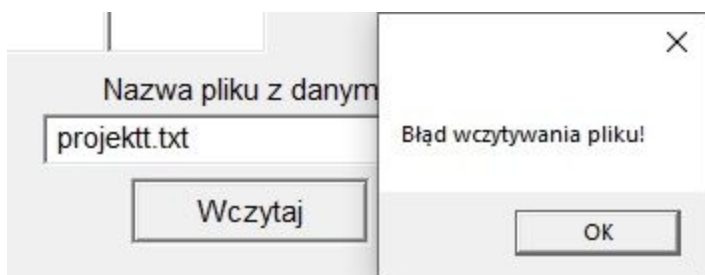 Nazwa pliku z danym
projektt.txt
Wczytaj
Błąd wczytywania pliku!
OK